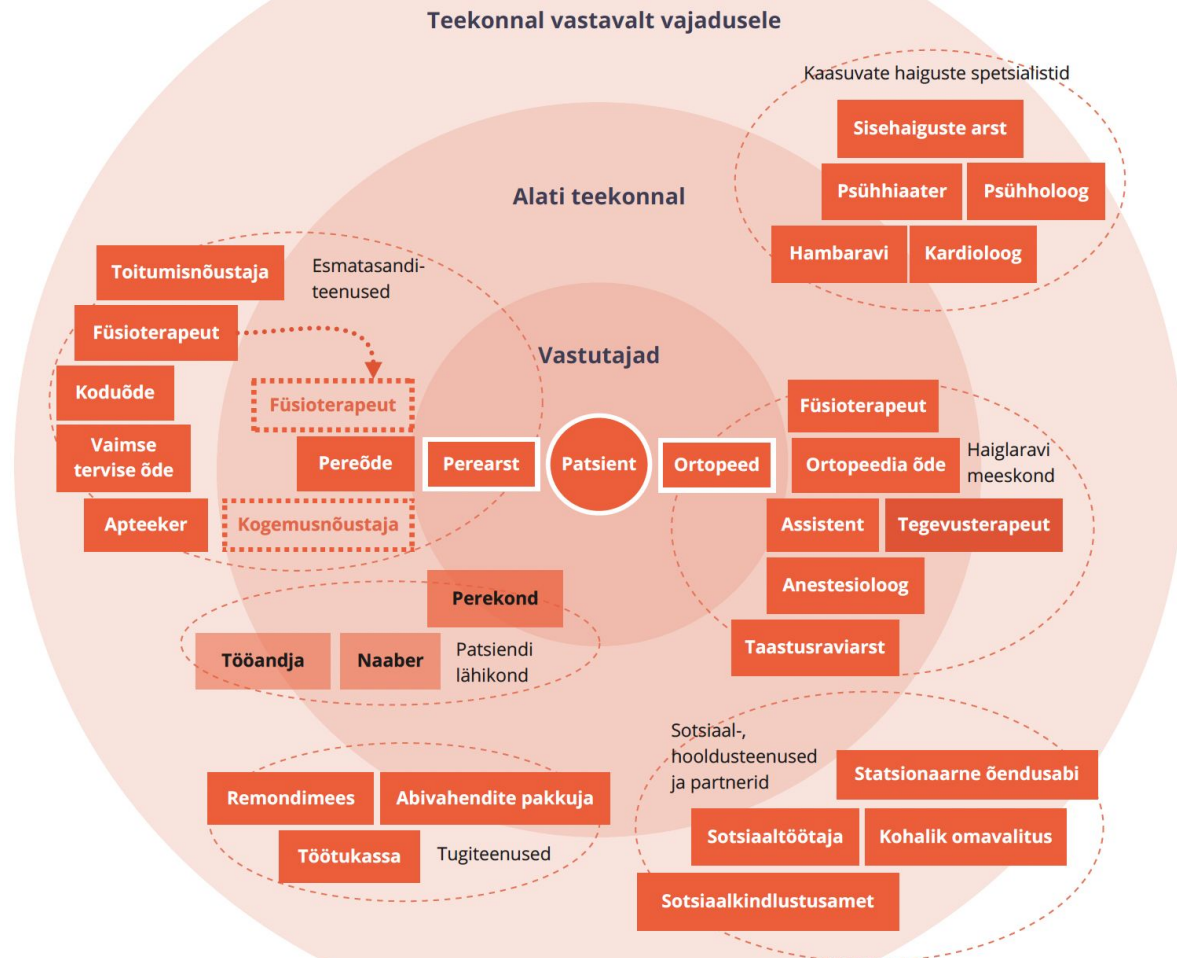 Teekonnal vastavalt vajadusele
Kaasuvate haiguste spetsialistid
Sisehaiguste arst
Psühhiaater
Psühholoog
Hambaravi
Kardioloog
Alati teekonnal
Toitumisnõustaja
Esmatasandi-
teenused
Füsioterapeut
Koduõde
Vaimse
tervise õde
Apteeker
Füsioterapeut
Pereõde
Kogemusnõustaja
Vastutajad
Perearst
Patsient
Ortopeed
Füsioterapeut
Ortopeedia õde
Haiglaravi
meeskond
Assistent
Tegevusterapeut
Anestesioloog
Taastusraviarst
Perekond
Tööandja
Naaber
Patsiendi
lähikond
Remondimees
Abivahendite pakkuja
Töötukassa
Tugiteenused
Sotsiaal-,
hooldusteenused
ja partnerid
Statsionaarne õendusabi
Sotsiaaltöötaja
Kohalik omavalitus
Sotsiaalkindlustusamet